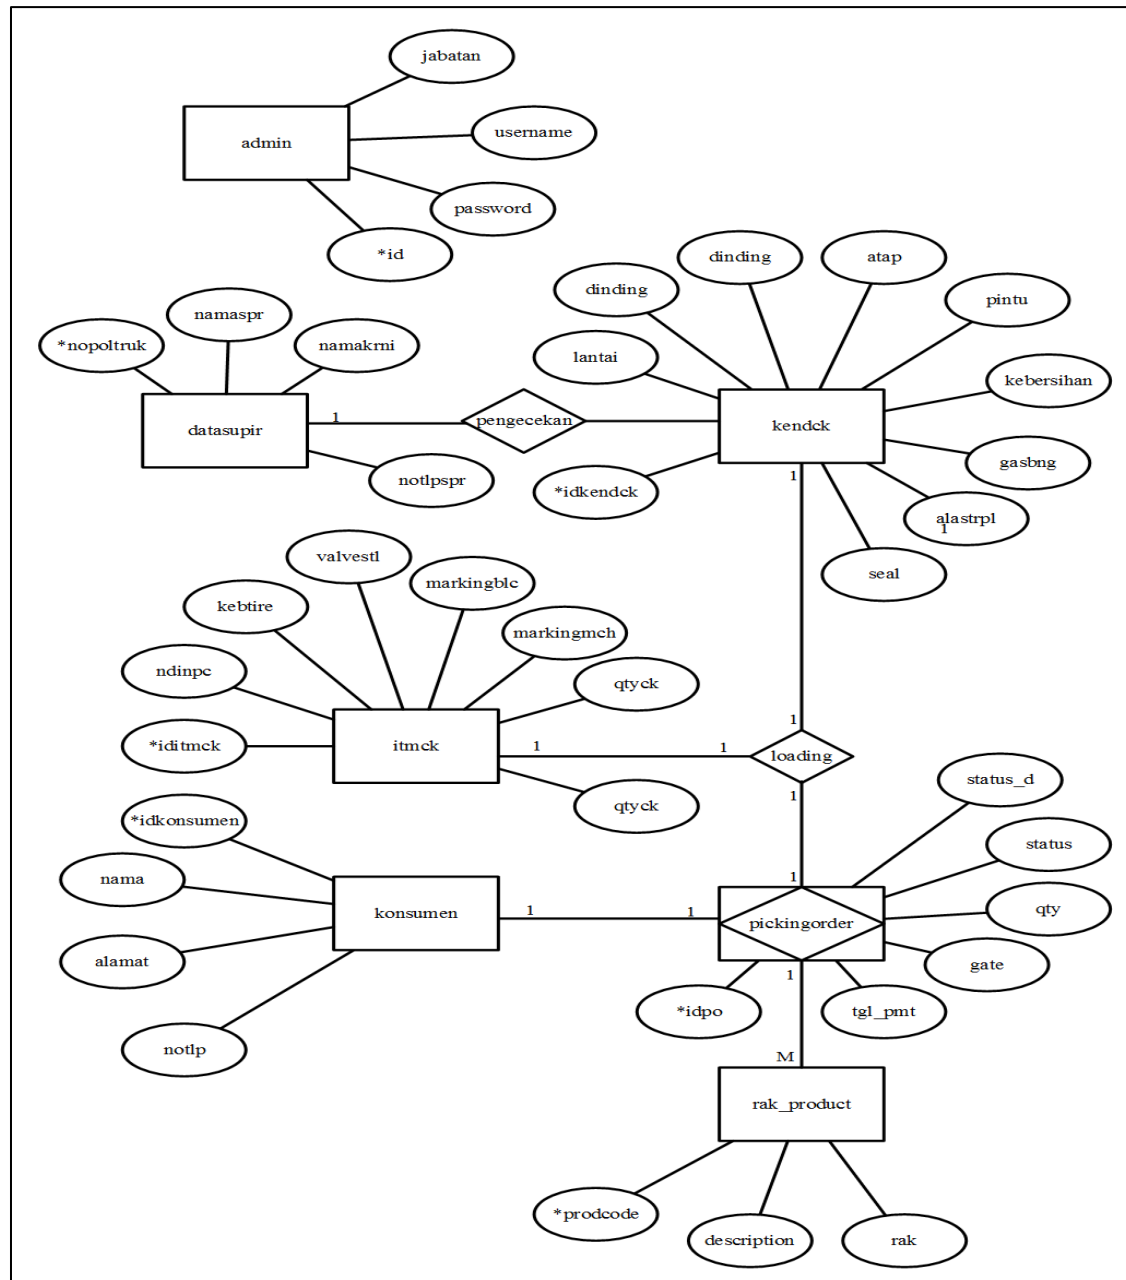 jabatan
admin
username
password
*id
dinding
atap
dinding
pintu
namaspr
*nopoltruk
namakrni
lantai
kebersihan
datasupir
1
pengecekan
kendck
gasbng
notlpspr
*idkendck
1
alastrpl
1
seal
valvestl
markingblc
kebtire
markingmch
ndinpc
qtyck
*iditmck
itmck
1
1
1
loading
1
status_d
qtyck
*idkonsumen
status
nama
1
konsumen
1
1
pickingorder
qty
alamat
gate
1
*idpo
tgl_pmt
notlp
M
rak_product
*prodcode
description
rak